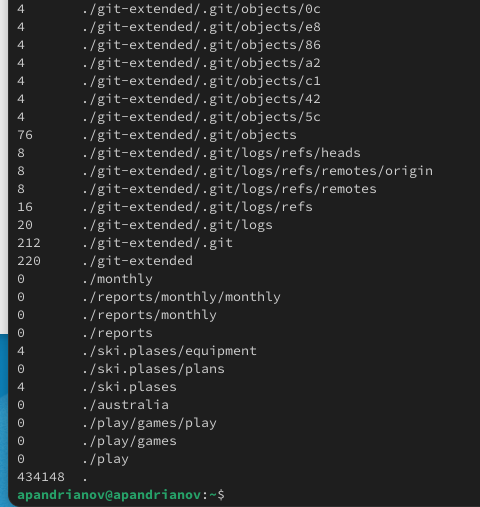 4 ./git-extended/.git/objects/0c
4 ./git-extended/.git/objects/e8
4 ./git-extended/.git/objects/86
4 ./git-extended/.git/objects/a2
4 ./git-extended/.git/objects/c1
4 ./git-extended/.git/objects/42
4 ./git-extended/.git/objects/5c
76 ./git-extended/.git/objects
8 ./git-extended/.git/logs/refs/heads
8 ./git-extended/.git/logs/refs/remotes/origin
8 ./git-extended/.git/logs/refs/remotes
16 ./git-extended/.git/logs/refs
20 ./git-extended/.git/logs
212 ./git-extended/.git
220 ./git-extended
0 ./monthly
0 ./reports/monthly/monthly
0 ./reports/monthly
0 ./reports
4 ./ski.plases/equipment
0 ./ski.plases/plans
4 ./ski.plases
0 ./australia
0 ./play/games/play
0 ./play/games
0 ./play
434148 .
apandrianov@apandrianov:~$